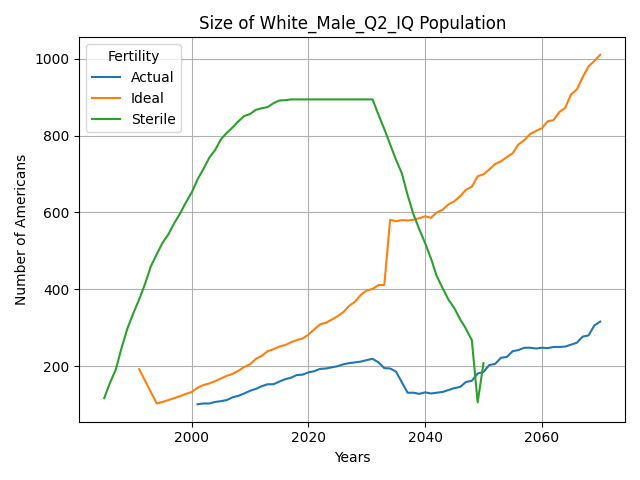 Size of White_Male_Q2_IQ Population
Fertility
Actual
Ideal
Sterile
Number of Americans
1000
800
600
400
200
2000
2020
2040
2060
Years